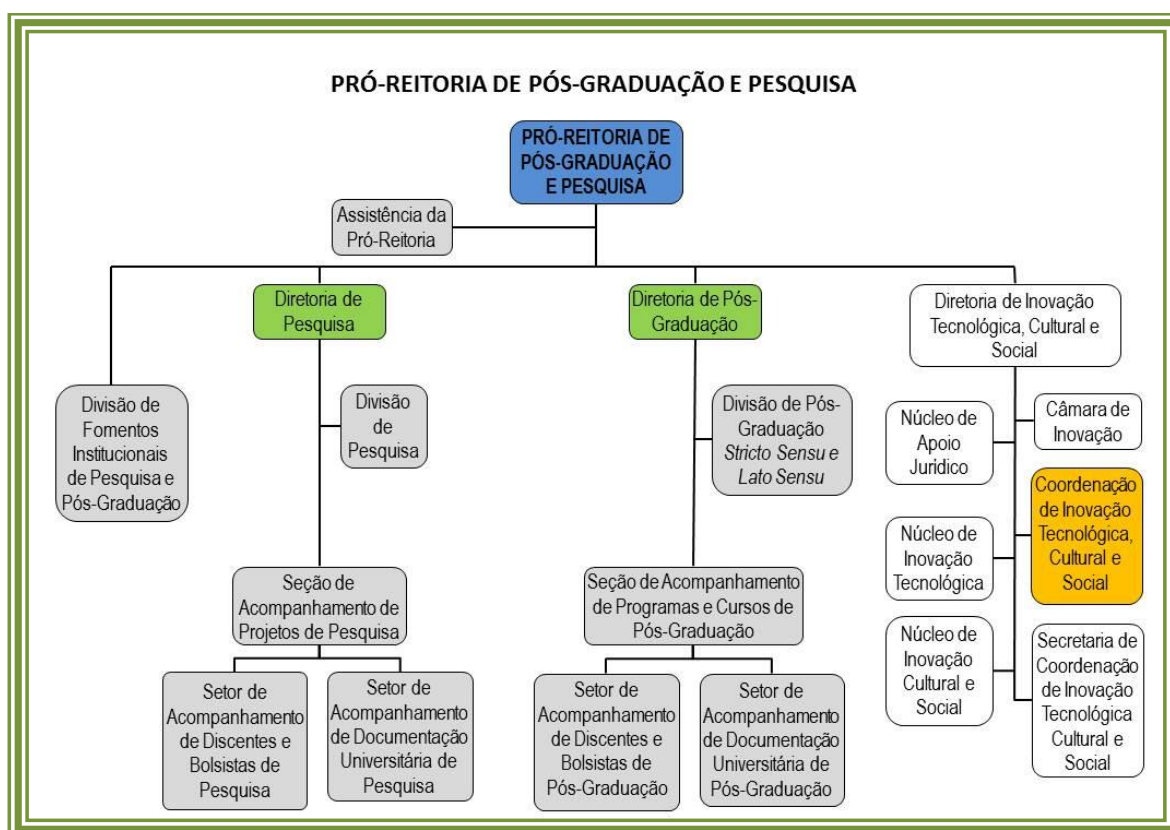 PRÓ-REITORIA DE PÓS-GRADUAÇÃO E PESQUISA
PRÓ-REITORIA DE
PÓS-GRADUAÇÃO
E PESQUISA
Assistência da
Pró-Reitoria
Diretoria de
Pesquisa
Diretoria de Pós-
Graduação
Diretoria de Inovação
Tecnológica, Cultural e
Social
Divisão de
Fomentos
Institucionais
de Pesquisa e
Pós-Graduação
Divisão
de
Pesquisa
Divisão de Pós-
Graduação
Stricto Sensu e
Lato Sensu
Núcleo de
Apoio
Jurídico
Câmara de
Inovação
Coordenação
de Inovação
Tecnológica,
Cultural e
Social
Núcleo de
Inovação
Tecnológica
Seção de
Acompanhamento de
Projetos de Pesquisa
Seção de Acompanhamento
de Programas e Cursos de
Pós-Graduação
Núcleo de
Inovação
Cultural e
Social
Secretaria de
Coordenação
de Inovação
Tecnológica
Cultural e
Social
Setor de
Acompanhamento
de Discentes e
Bolsistas de
Pesquisa
Setor de
Acompanhamento
de Documentação
Universitária de
Pesquisa
Setor de
Acompanhamento
de Discentes e
Bolsistas de
Pós-Graduação
Setor de
Acompanhamento
de Documentação
Universitária de
Pós-Graduação